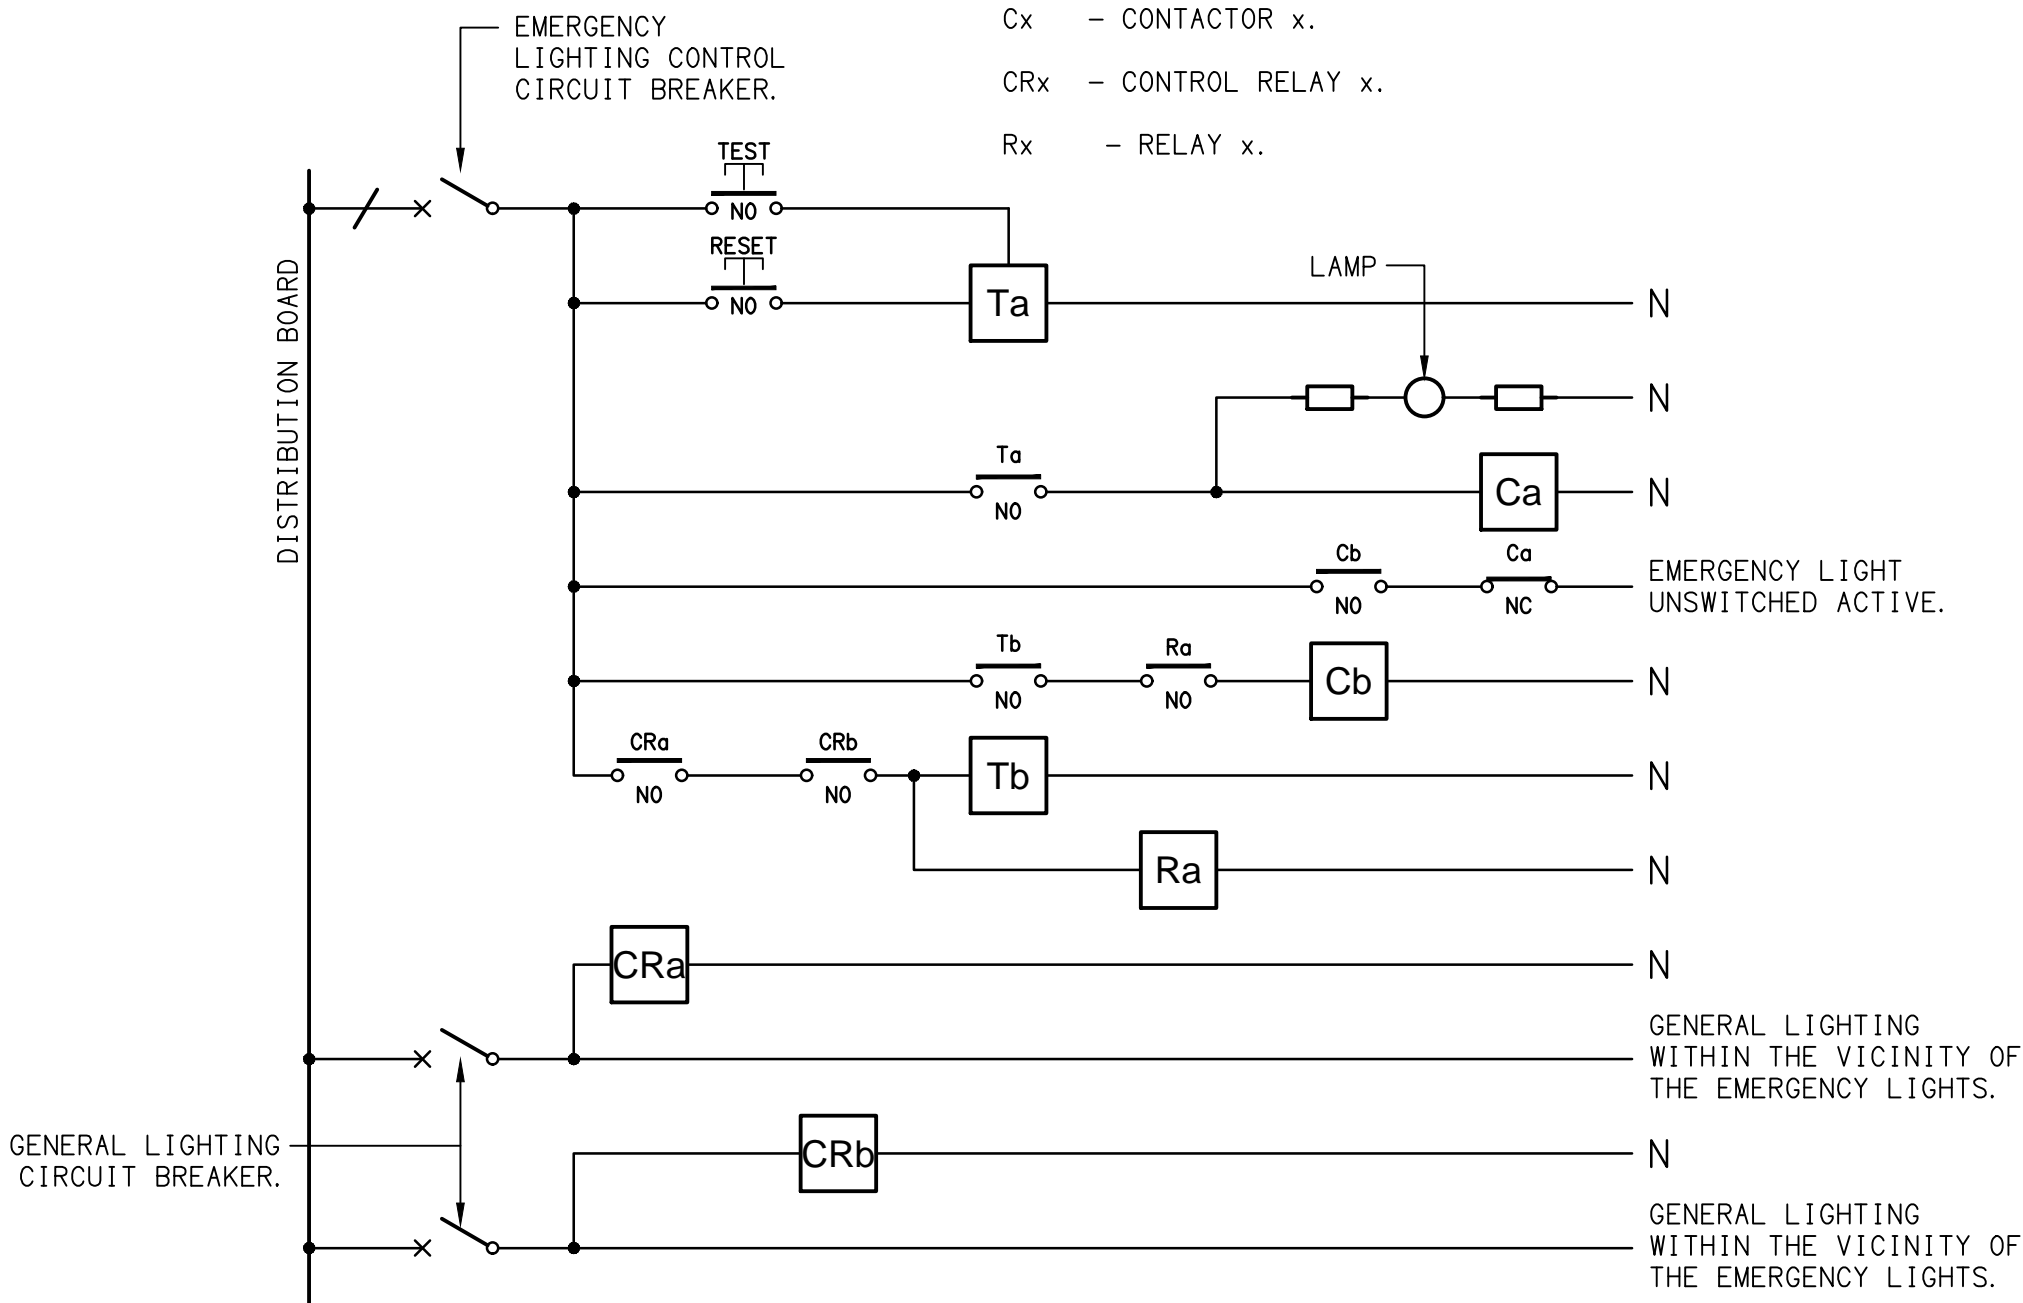 EMERGENCY
LIGHTING CONTROL
CIRCUIT BREAKER.
Cx – CONTACTOR x.
CRx – CONTROL RELAY x.
Rx – RELAY x.
TEST
NO
RESET
NO
DISTRIBUTION BOARD
Ta
N
LAMP
N
Ta
NO
Ca
N
Cb
NO
Ca
NC
EMERGENCY LIGHT
UNSWITCHED ACTIVE.
Tb
NO
Ra
NO
Cb
N
CRa
NO
CRb
NO
Tb
N
Ra
N
CRa
N
GENERAL LIGHTING
WITHIN THE VICINITY OF
THE EMERGENCY LIGHTS.
GENERAL LIGHTING
CIRCUIT BREAKER.
CRb
N
GENERAL LIGHTING
WITHIN THE VICINITY OF
THE EMERGENCY LIGHTS.